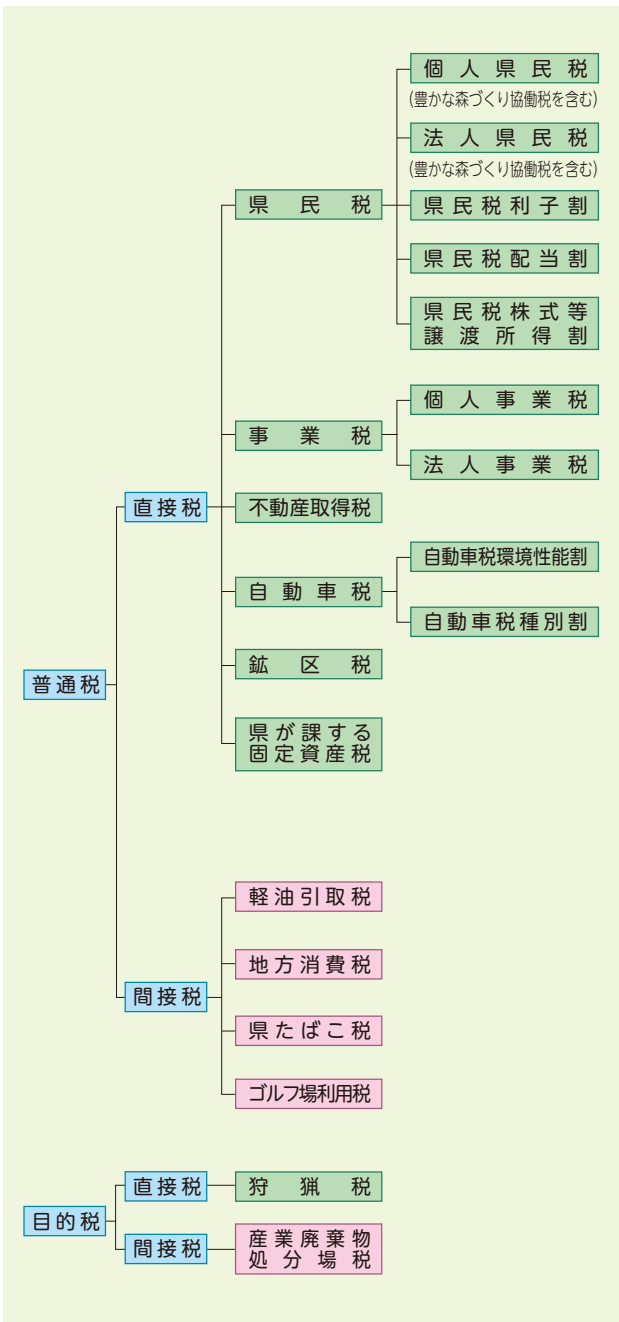 個人県民税
(豊かな森づくり協働税を含む)
法人県民税
(豊かな森づくり協働税を含む)
県民税
県民税利子割
県民税配当割
県民税株式等
譲渡所得割
個人事業税
事業税
法人事業税
直接税
不動産取得税
自動車税環境性能割
自動車税
自動車税種別割
鉱区税
普通税
県が課する
固定資産税
軽油引取税
地方消費税
間接税
県たばこ税
ゴルフ場利用税
直接税
狩猟税
目的税
間接税
産業廃棄物
処分場税